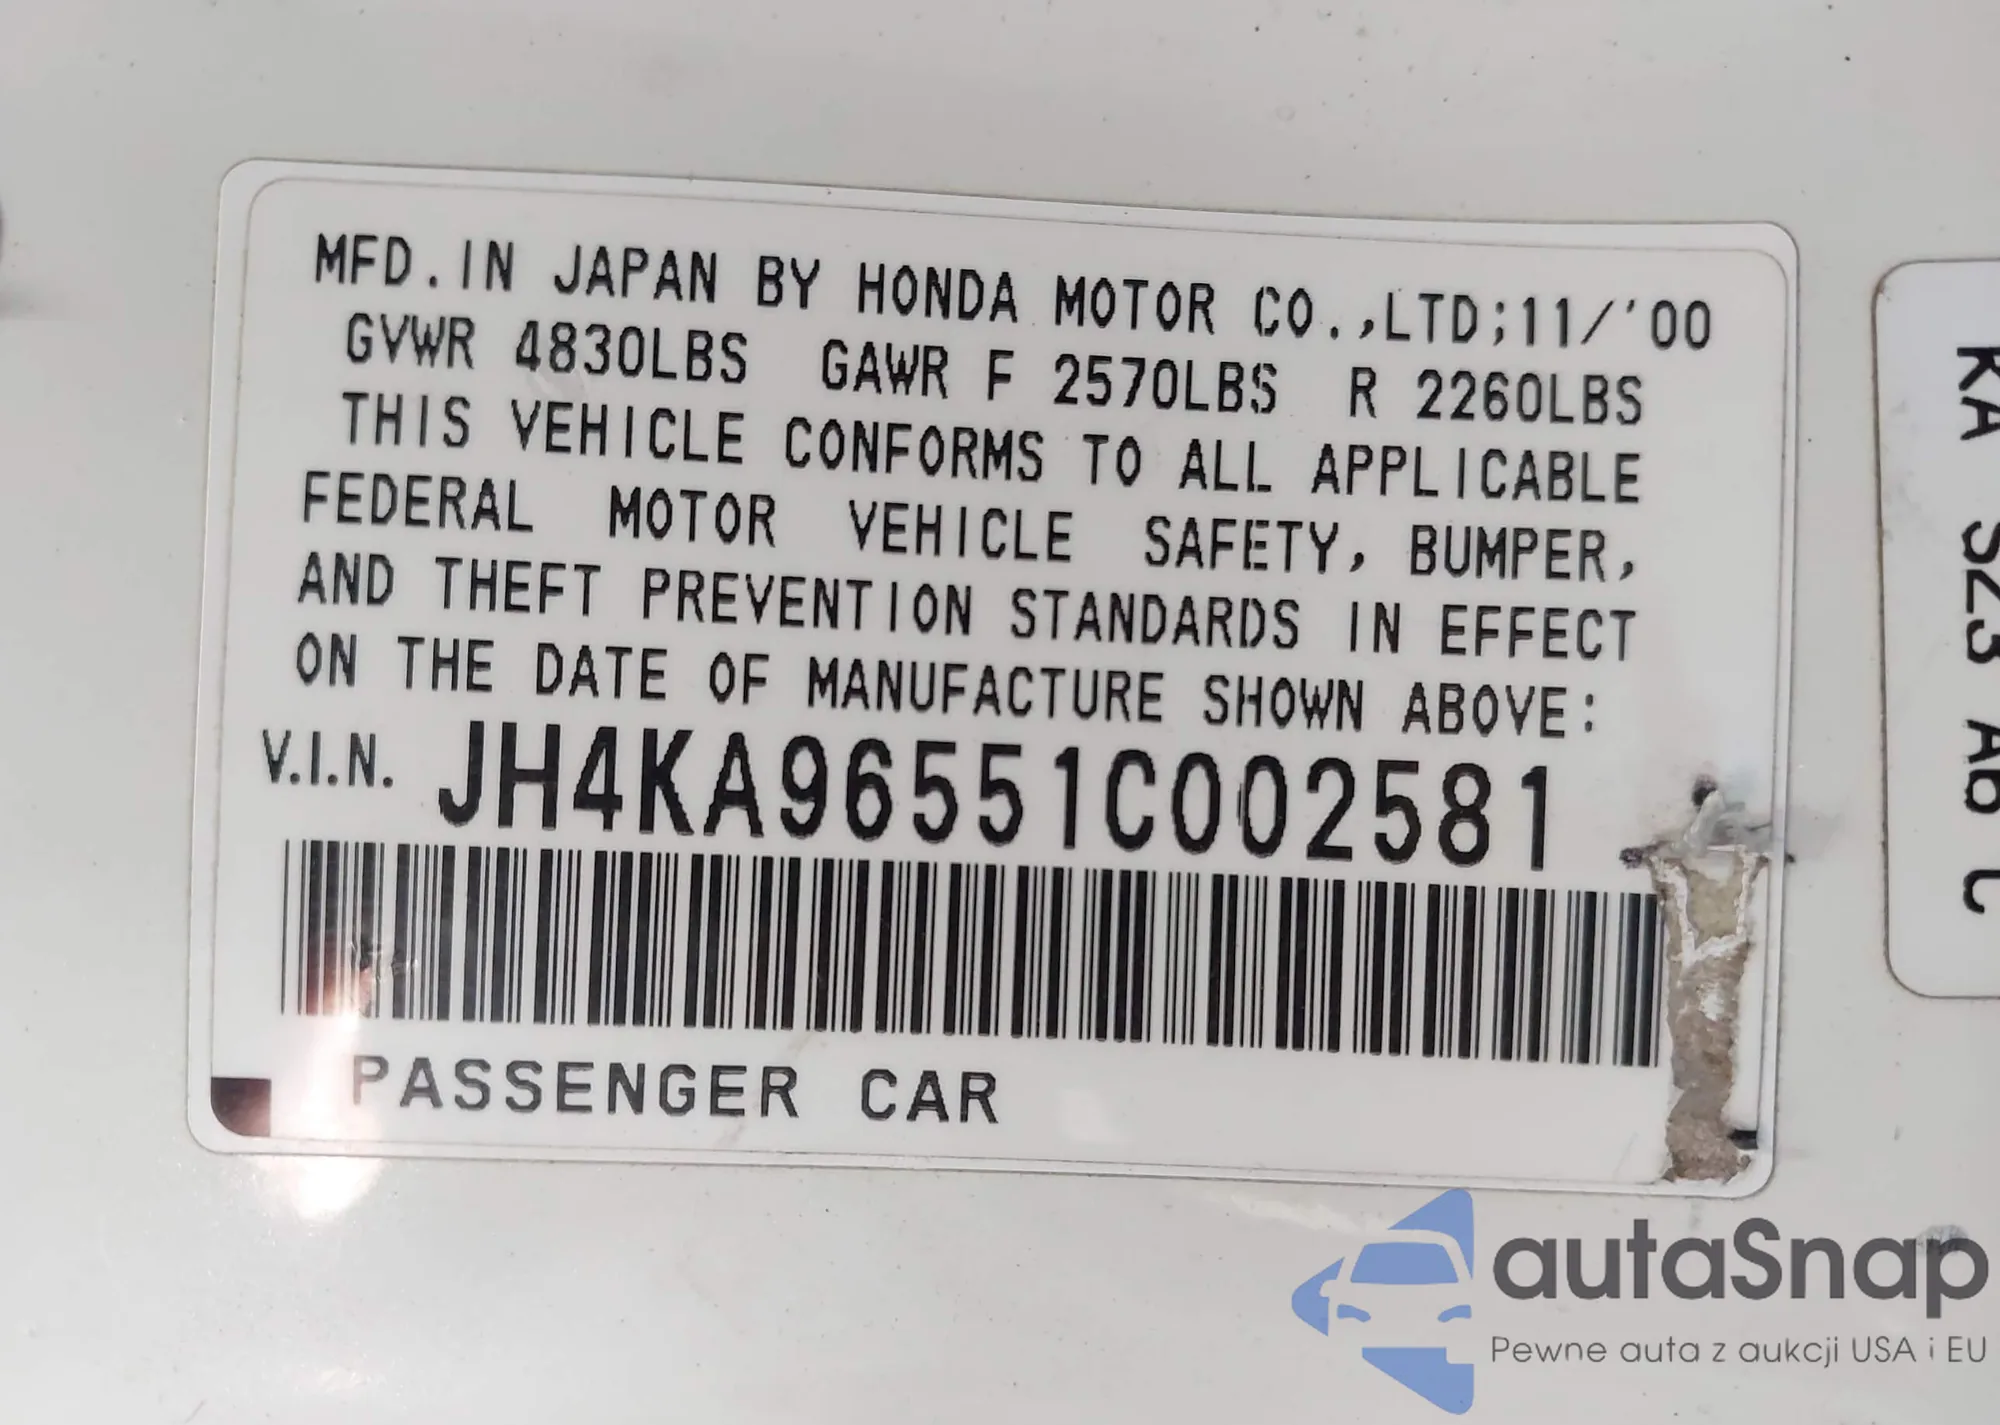 MFD. IN JAPAN BY HONDA MOTOR CO.,LTD;11/'00
GVWR 4830LBS GAWR F 2570LBS R 2260LBS
THIS VEHICLE CONFORMS TO ALL APPLICABLE
FEDERAL MOTOR VEHICLE SAFETY, BUMPER,
AND THEFT PREVENTION STANDARDS IN EFFECT
ON THE DATE OF MANUFACTURE SHOWN ABOVE:
V.I.N. JH4KA96551C002581
PASSENGER CAR
KA
autaSnap
Pewne auta z aukcji USA i EU